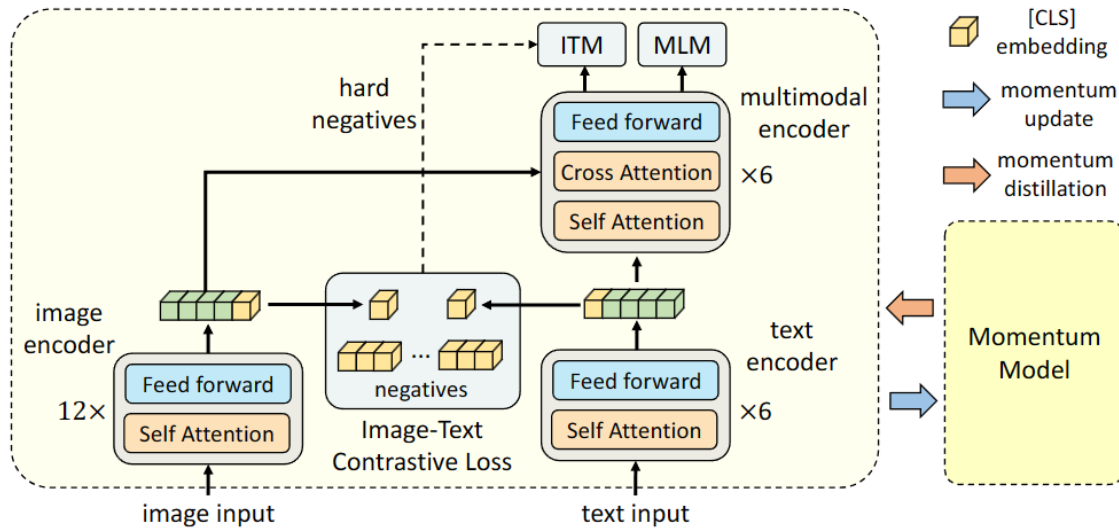 ITM
MLM
hard
negatives
Feed forward
Cross Attention
Self Attention
multimodal
encoder
×6
image
encoder
12×
Feed forward
Self Attention
image input
...
negatives
Image-Text
Contrastive Loss
text
encoder
×6
Feed forward
Self Attention
text input
[CLS]
embedding
momentum
update
momentum
distillation
Momentum
Model